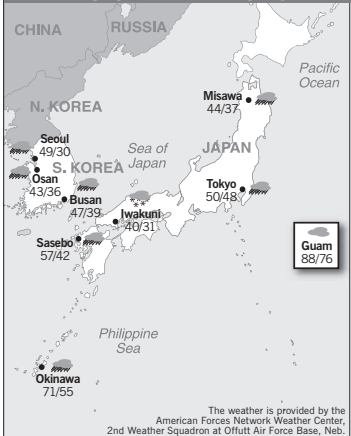 CHINA
RUSSIA
Pacific
Ocean
N. KOREA
Misawa
44/37
Seoul
49/30
Sea of
Japan
JAPAN
S. KOREA
Osan
43/36
Busan
47/39
Tokyo
50/48
Iwakuni
40/31
Sasebo
57/42
Guam
88/76
Philippine
Sea
Okinawa
71/55
The weather is provided by the
American Forces Network Weather Center,
2nd Weather Squadron at Offutt Air Force Base, Neb.